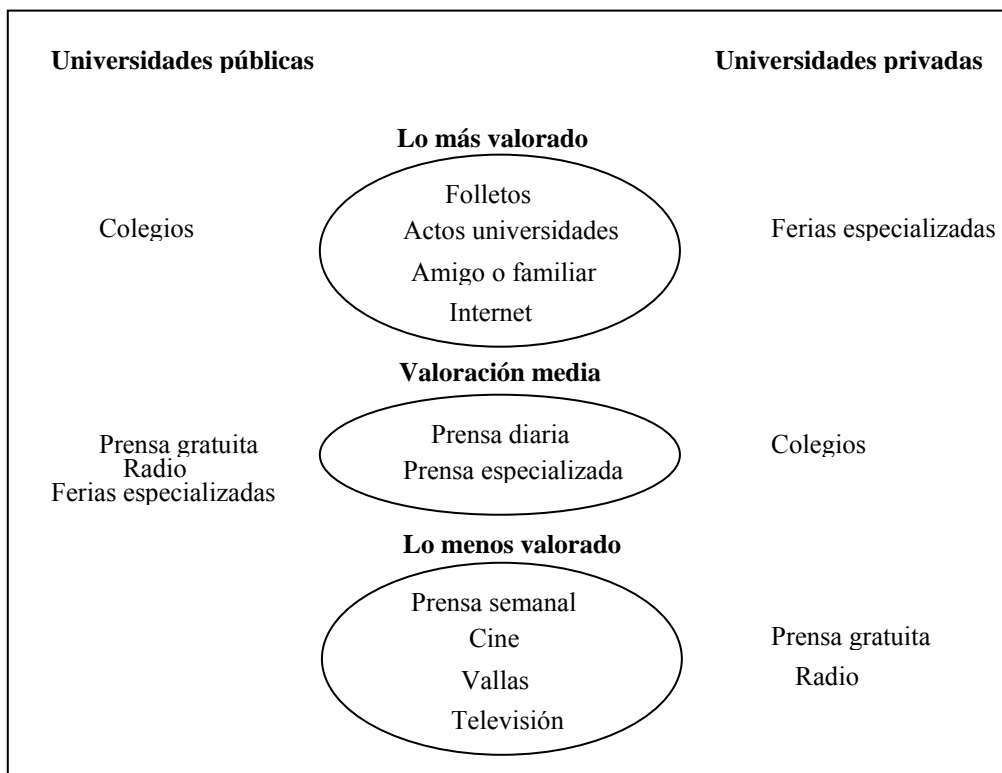 Universidades públicas
Universidades privadas
Lo más valorado
Folletos
Colegios
Actos universidades
Ferias especializadas
Amigo o familiar
Internet
Valoración media
Prensa gratuita
Prensa diaria
Colegios
Radio
Prensa especializada
Ferias especializadas
Lo menos valorado
Prensa semanal
Cine
Prensa gratuita
Vallas
Radio
Televisión